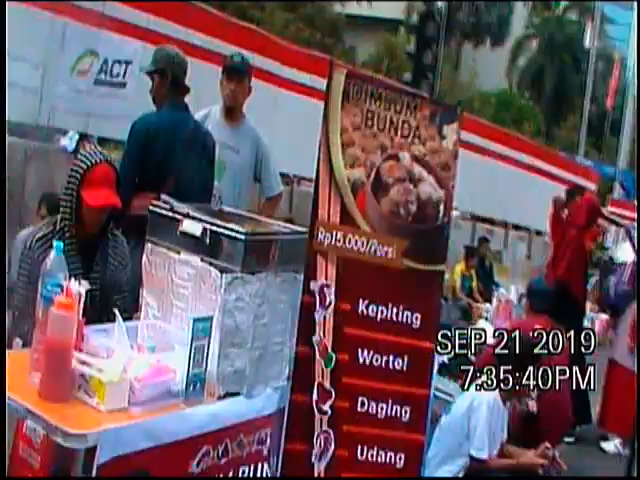 ACT
DIMSUM
BUNDA
Rp15.000/Porsi
Kepiting
Wortel
Daging
Udang
SEP 21 2019
7:35:40PM